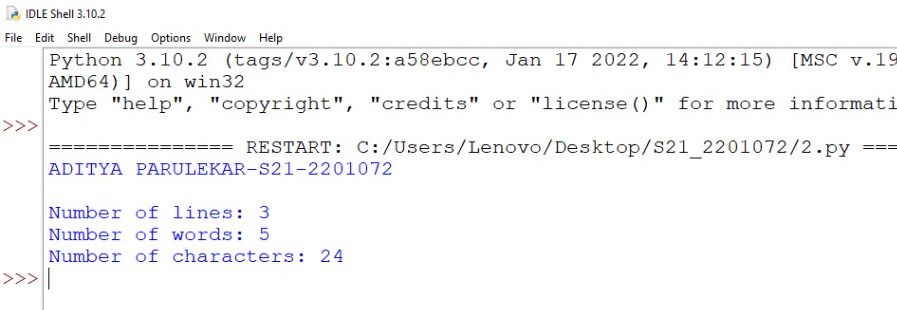 IDLE Shell 3.10.2
File Edit Shell Debug Options Window Help
Python 3.10.2 (tags/v3.10.2:a58ebcc, Jan 17 2022, 14:12:15) [MSC v.19
AMD64)] on win32
Type "help", "copyright", "credits" or "license()" for more informati
>>>
=============== RESTART: C:/Users/Lenovo/Desktop/S21_2201072/2.py ===
ADITYA PARULEKAR-S21-2201072
Number of lines: 3
Number of words: 5
Number of characters: 24
>>>